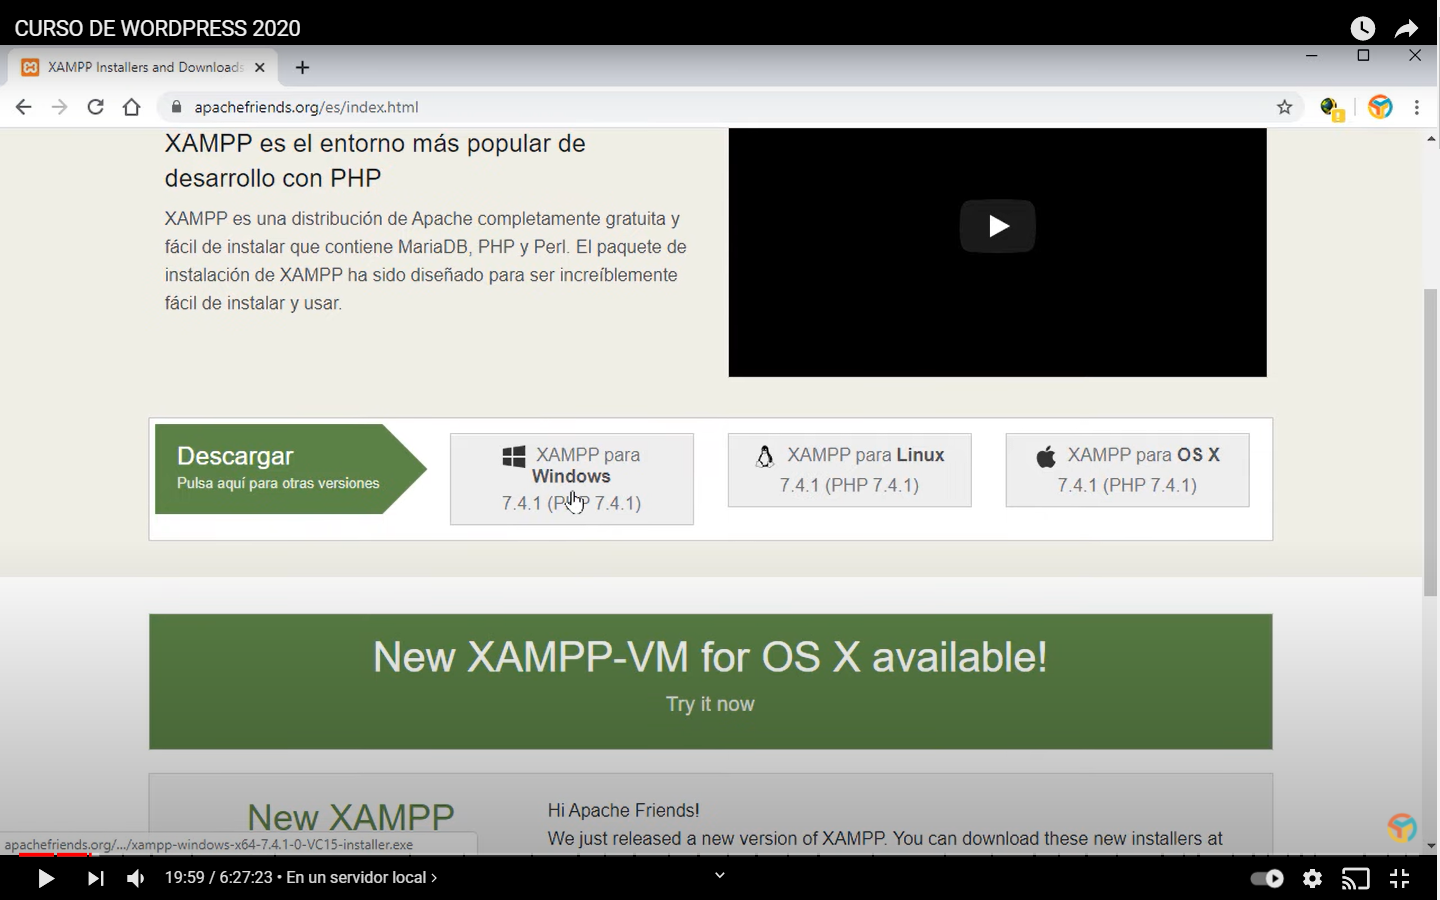 CURSO DE WORDPRESS 2020
XAMPP Installers and Downloads
apachefriends.org/es/index.html
XAMPP es el entorno más popular de
desarrollo con PHP
XAMPP es una distribución de Apache completamente gratuita y
fácil de instalar que contiene MariaDB, PHP y Perl. El paquete de
instalación de XAMPP ha sido diseñado para ser increíblemente
fácil de instalar y usar.
Descargar
Pulsa aquí para otras versiones
XAMPP para
Windows
7.4.1 (PHP 7.4.1)
XAMPP para Linux
7.4.1 (PHP 7.4.1)
XAMPP para OS X
7.4.1 (PHP 7.4.1)
New XAMPP-VM for OS X available!
Try it now
New XAMPP
Hi Apache Friends!
We just released a new version of XAMPP. You can download these new installers at
apachefriends.org/.../xampp-windows-x64-7.4.1-0-VC15-installer.exe
19:59 / 6:27:23 • En un servidor local >